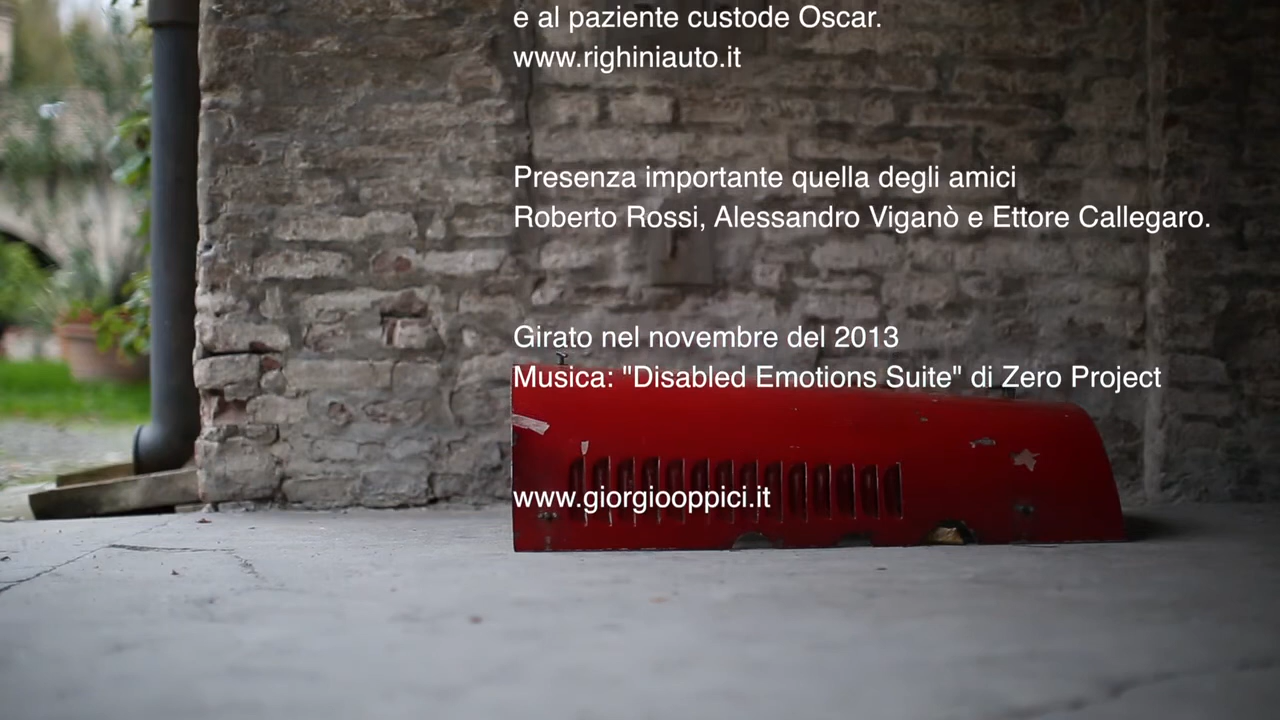 e al paziente custode Oscar.
www.righiniauto.it
Presenza importante quella degli amici
Roberto Rossi, Alessandro Viganò e Ettore Callegaro.
Girato nel novembre del 2013
Musica: "Disabled Emotions Suite" di Zero Project
www.giorgiooppici.it